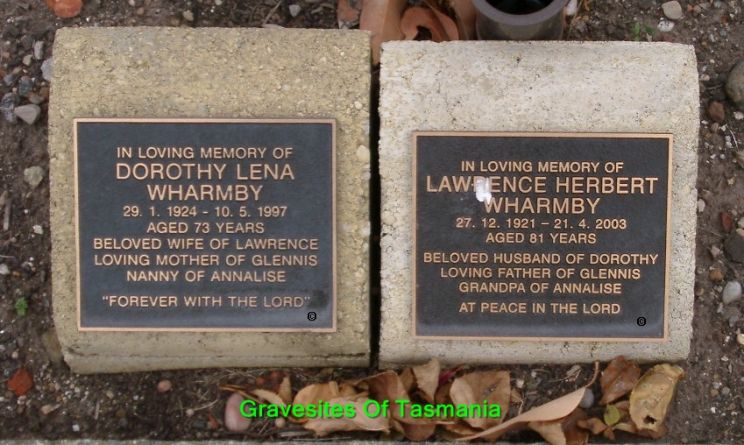 IN LOVING MEMORY OF
DOROTHY LENA
WHARMBY
29. 1. 1924 - 10. 5. 1997
AGED 73 YEARS
BELOVED WIFE OF LAWRENCE
LOVING MOTHER OF GLENNIS
NANNY OF ANNALISE
"FOREVER WITH THE LORD"
©
IN LOVING MEMORY OF
LAWRENCE HERBERT
WHARMBY
27. 12. 1921 - 21. 4. 2003
AGED 81 YEARS
BELOVED HUSBAND OF DOROTHY
LOVING FATHER OF GLENNIS
GRANDPA OF ANNALISE
AT PEACE IN THE LORD
©
Gravesites Of Tasmania